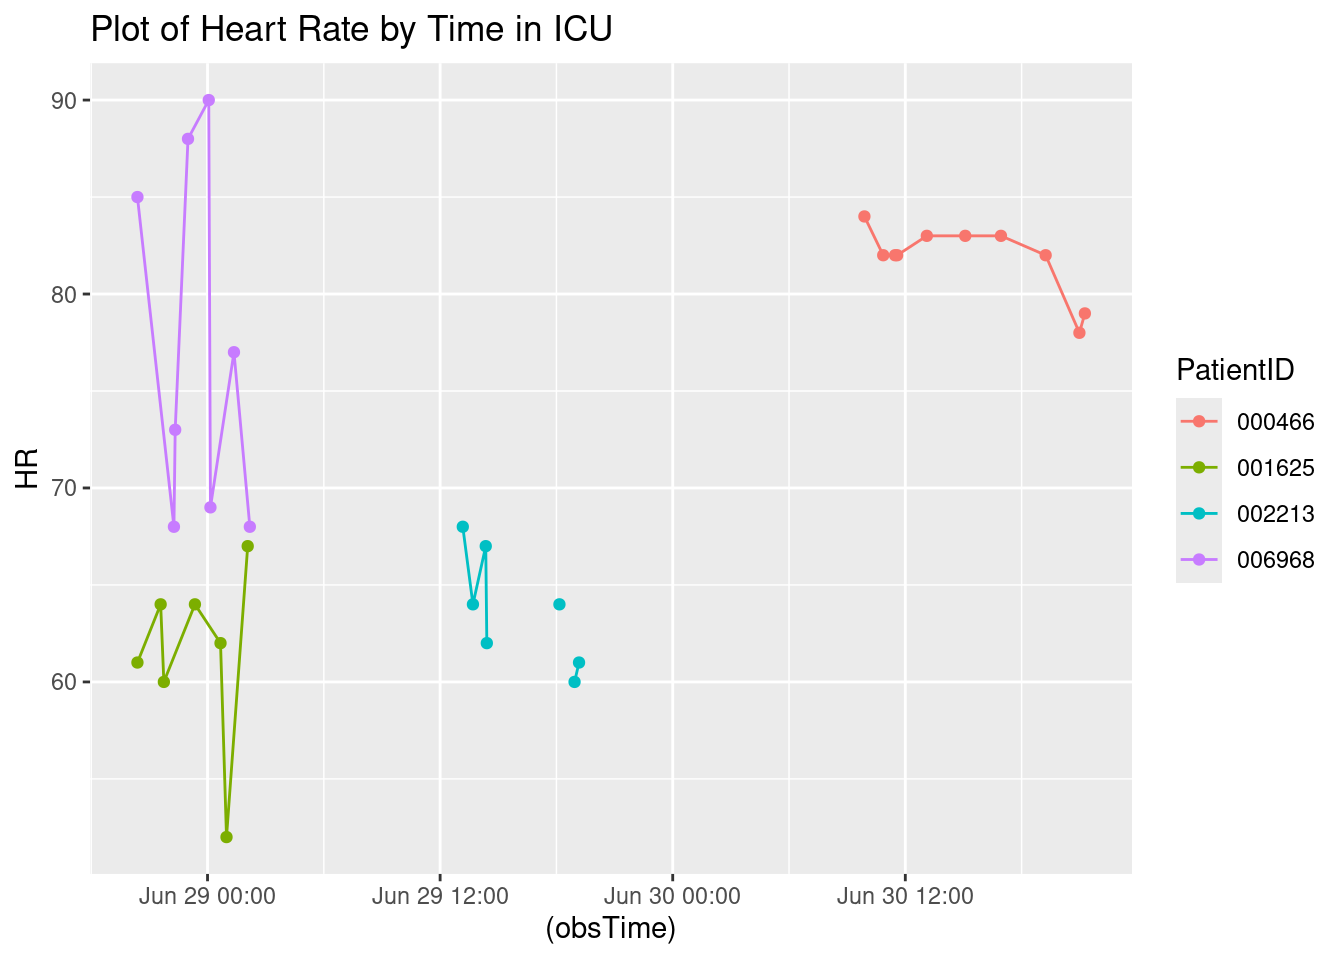 Plot of Heart Rate by Time in ICU
90
80
70
60
HR
Jun 29 00:00
Jun 29 12:00
Jun 30 00:00
Jun 30 12:00
(obsTime)
PatientID
000466
001625
002213
006968